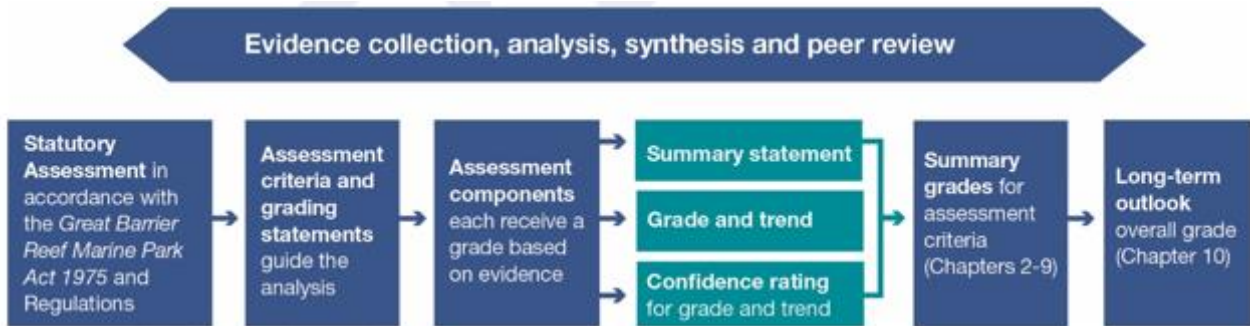 Evidence collection, analysis, synthesis and peer review
Statutory
Assessment in
accordance with
the Great Barrier
Reef Marine Park
Act 1975 and
Regulations
Assessment
criteria and
grading
statements
guide the
analysis
Assessment
components
each receive a
grade based
on evidence
Summary statement
Grade and trend
Confidence rating
for grade and trend
Summary
grades for
assessment
criteria
(Chapters 2-9)
Long-term
outlook
overall grade
(Chapter 10)